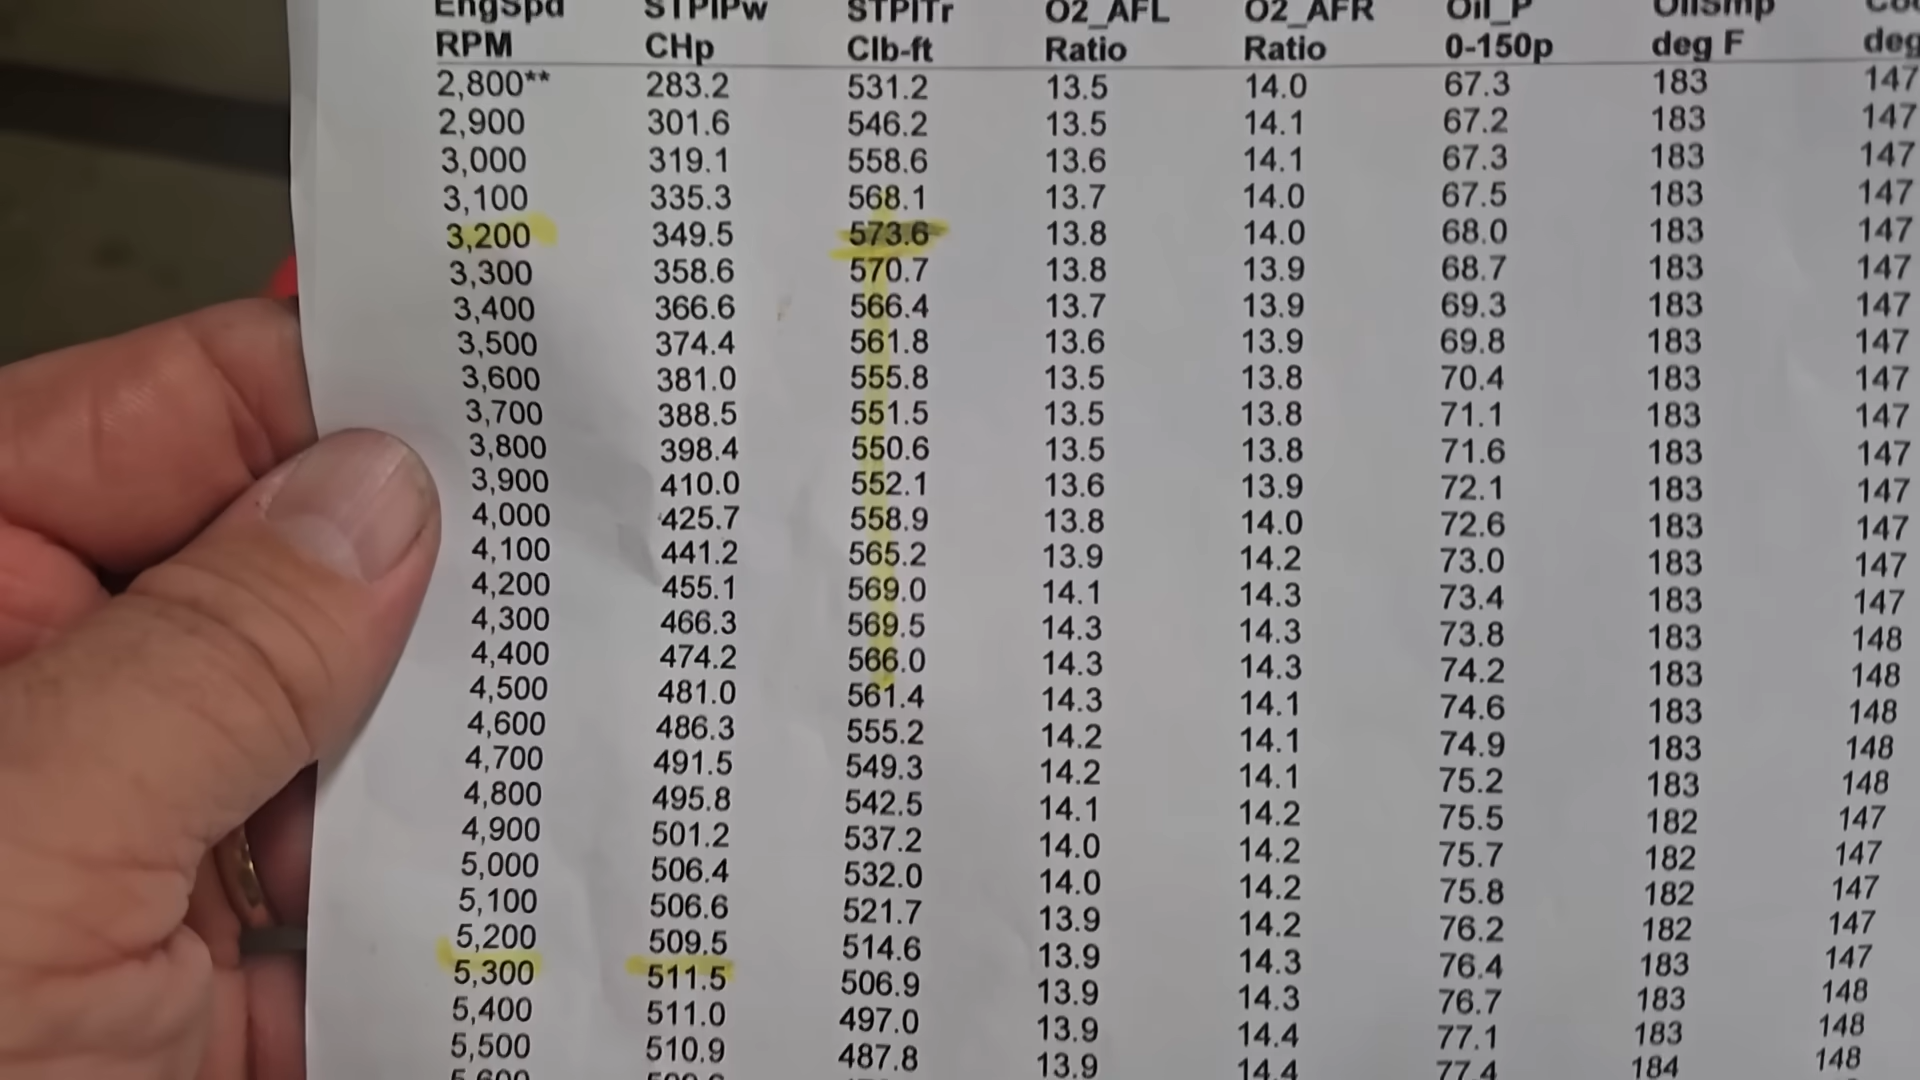 EngSpd STPIPw STPITr O2_AFL O2_AFR Oil_P OilSmp
RPM CHp Clb-ft Ratio Ratio 0-150p deg F deg
2,800** 283.2 531.2 13.5 14.0 67.3 183 147
2,900 301.6 546.2 13.5 14.1 67.2 183 147
3,000 319.1 558.6 13.6 14.1 67.3 183 147
3,100 335.3 568.1 13.7 14.0 67.5 183 147
3,200 349.5 573.6 13.8 14.0 68.0 183 147
3,300 358.6 570.7 13.8 13.9 68.7 183 147
3,400 366.6 566.4 13.7 13.9 69.3 183 147
3,500 374.4 561.8 13.6 13.9 69.8 183 147
3,600 381.0 555.8 13.5 13.8 70.4 183 147
3,700 388.5 551.5 13.5 13.8 71.1 183 147
3,800 398.4 550.6 13.5 13.8 71.6 183 147
3,900 410.0 552.1 13.6 13.9 72.1 183 147
4,000 425.7 558.9 13.8 14.0 72.6 183 147
4,100 441.2 565.2 13.9 14.2 73.0 183 147
4,200 455.1 569.0 14.1 14.3 73.4 183 147
4,300 466.3 569.5 14.3 14.3 73.8 183 148
4,400 474.2 566.0 14.3 14.3 74.2 183 148
4,500 481.0 561.4 14.3 14.1 74.6 183 148
4,600 486.3 555.2 14.2 14.1 74.9 183 148
4,700 491.5 549.3 14.2 14.1 75.2 183 148
4,800 495.8 542.5 14.1 14.2 75.5 182 147
4,900 501.2 537.2 14.0 14.2 75.7 182 147
5,000 506.4 532.0 14.0 14.2 75.8 182 147
5,100 506.6 521.7 13.9 14.2 76.2 182 147
5,200 509.5 514.6 13.9 14.3 76.4 183 147
5,300 511.5 506.9 13.9 14.3 76.7 183 148
5,400 511.0 497.0 13.9 14.4 77.1 183 148
5,500 510.9 487.8 13.9 14.4 77.4 184 148